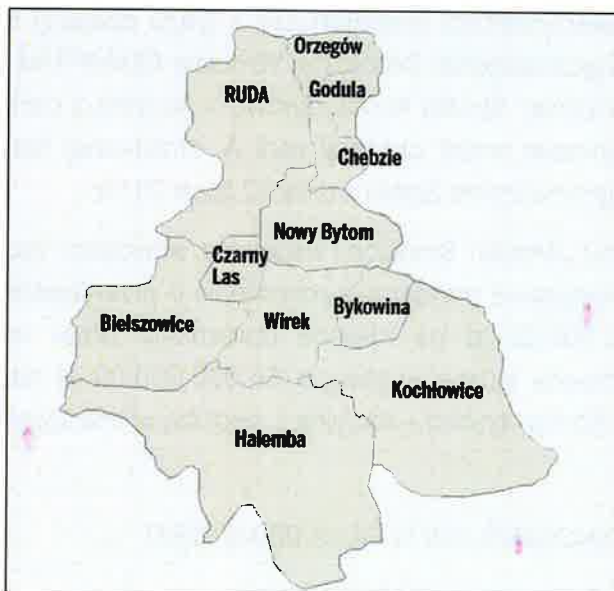 Orzegów
RUDA
Godula
Chebzie
Nowy Bytom
Czarny
Las
Bielszowice
Wirek
Bykowina
Kochłowice
Halemba